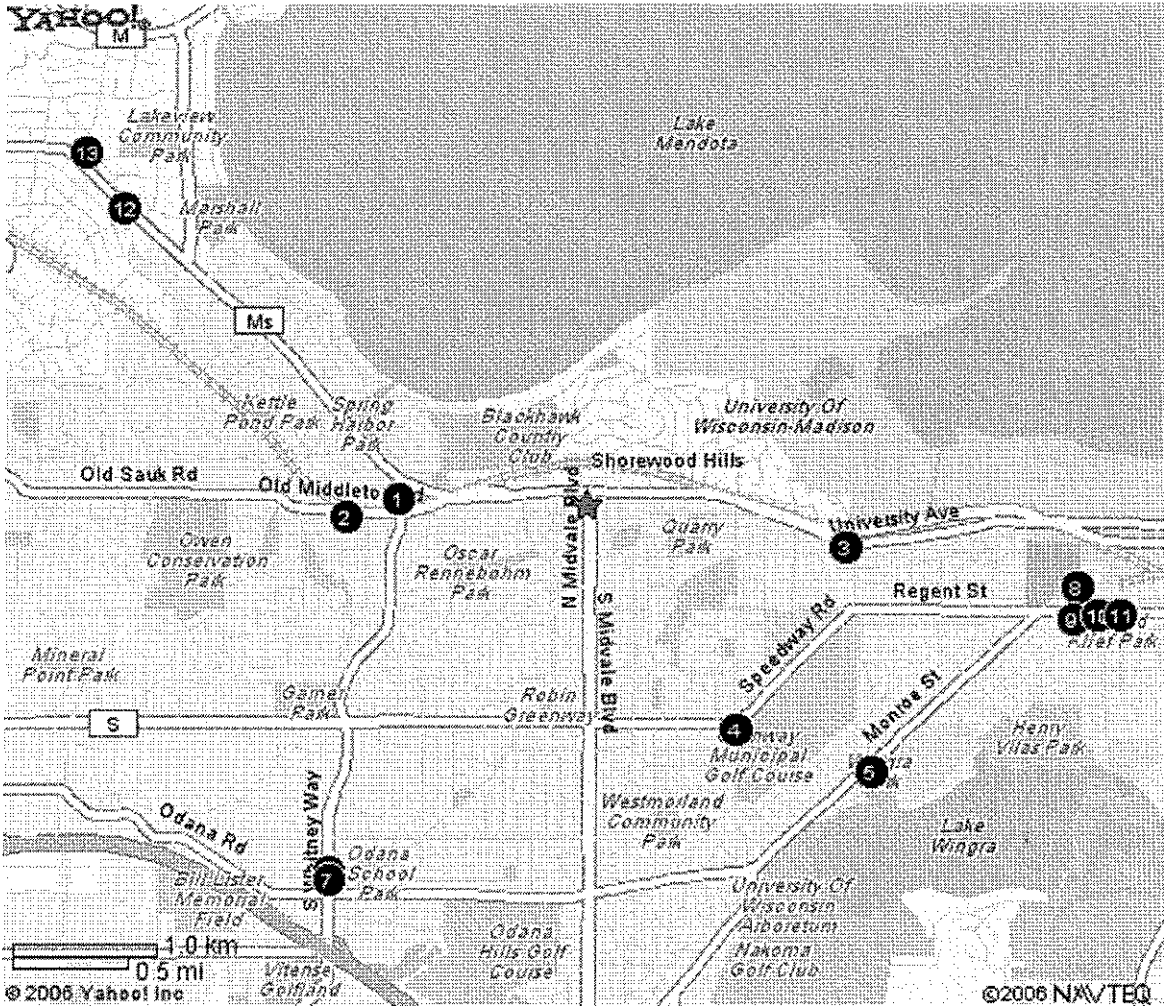 YAHOO!
M
Lakeview
Community
Park
13
12
Marshall
Park
Lake
Mendota
Ms
Kettle
Pond Park
Spring
Harbor
Park
Blackhawk
Country
Club
University Of
Wisconsin-Madison
Shorewood Hills
Old Sauk Rd
Old Middleto
1
2
N Midvale Blvd
Quarry
Park
University Ave
3
Owen
Conservation
Park
Oscar
Rennebohm
Park
S Midvale Blvd
Regent St
8
9
10
11
Speedway Rd
Mineral
Point Park
Garner
Park
Robin
Greenway
S
4
Municipal
Golf Course
Monroe St
5
Henry
Vilas Park
Westmorland
Community
Park
Lake
Wingra
Odana Rd
7
Odana
School
Park
Bill Lister
Memorial
Field
University Of
Wisconsin
Arboretum
Odana
Hills Golf
Course
Nakoma
Golf Club
1.0 km
0.5 mi
Vitense
Golfland
© 2006 Yahoo! Inc
©2006 NAVTEQ